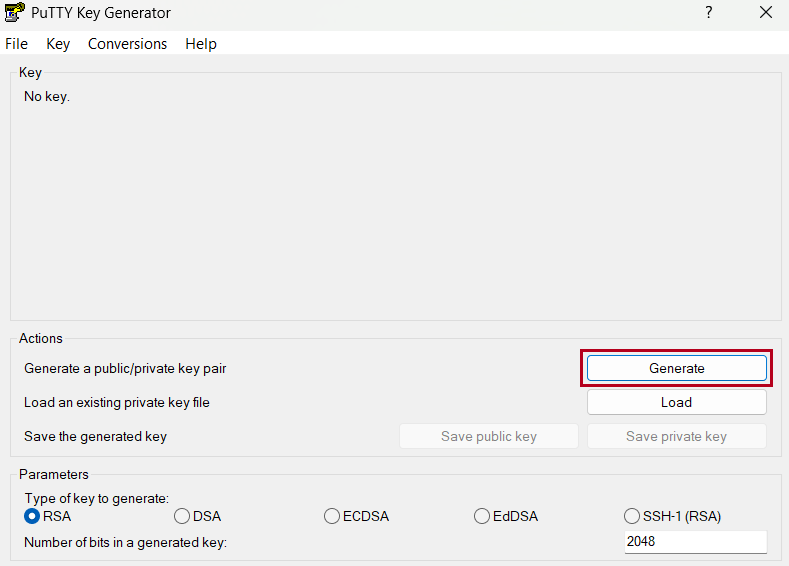 PuTTY Key Generator ?
File Key Conversions Help
Key
No key.
Actions
Generate a public/private key pair Generate
Load an existing private key file Load
Save the generated key Save public key Save private key
Parameters
Type of key to generate:
RSA DSA ECDSA EdDSA SSH-1 (RSA)
Number of bits in a generated key: 2048